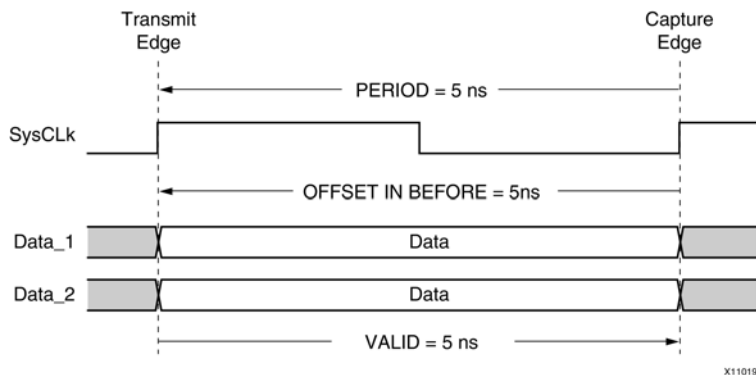 Transmit
Edge
Capture
Edge
PERIOD = 5 ns
SysCLk
OFFSET IN BEFORE = 5ns
Data_1
Data
Data_2
Data
VALID = 5 ns
X11019